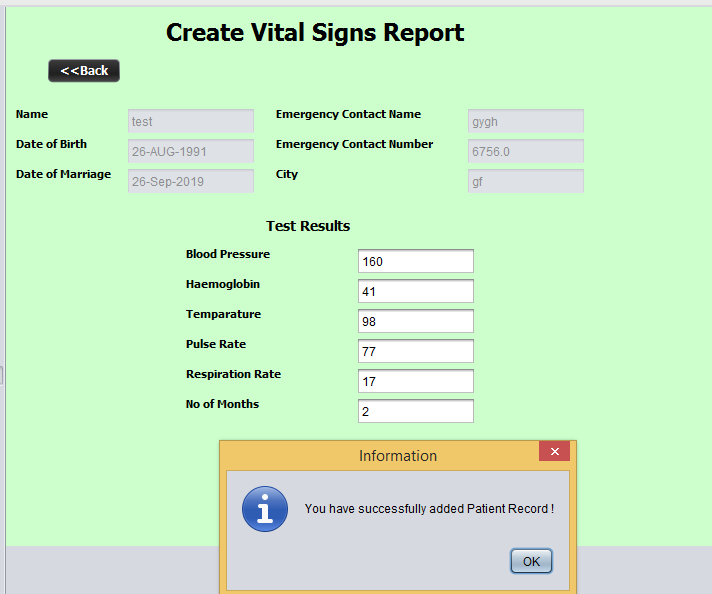 Create Vital Signs Report
<<Back
Name test Emergency Contact Name gygh
Date of Birth 26-AUG-1991 Emergency Contact Number 6756.0
Date of Marriage 26-Sep-2019 City gf
Test Results
Blood Pressure 160
Haemoglobin 41
Temparature 98
Pulse Rate 77
Respiration Rate 17
No of Months 2
Information
You have successfully added Patient Record !
OK